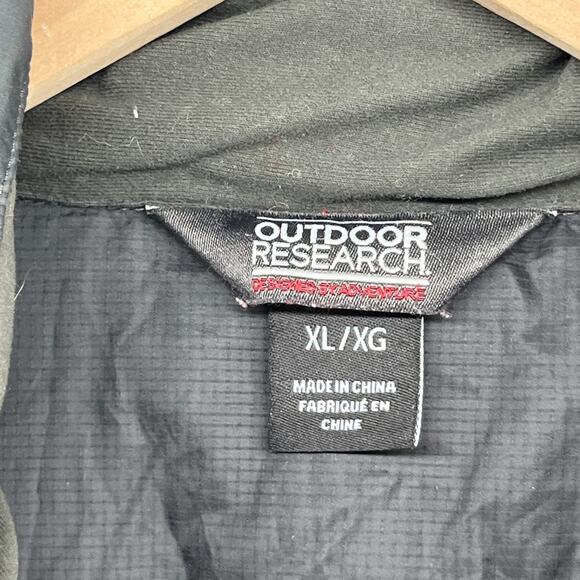 OUTDOOR
RESEARCH.
DESIGNED BY ADVENTURE
XL/XG
MADE IN CHINA
FABRIQUÉ EN
CHINE